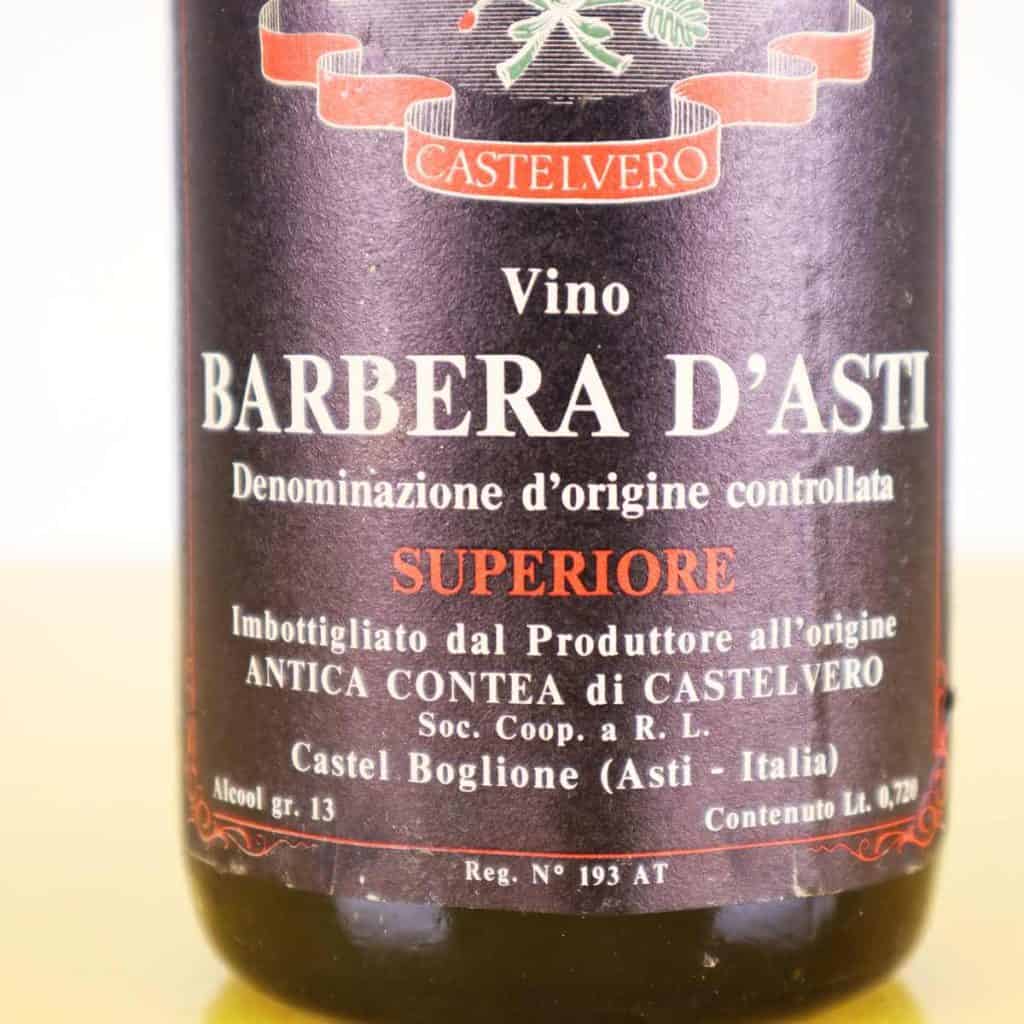 CASTELVERO
Vino
BARBERA D'ASTI
Denominazione d'origine controllata
SUPERIORE
Imbottigliato dal Produttore all'origine
ANTICA CONTEA di CASTELVERO
Soc. Coop. a R. L.
Castel Boglione (Asti - Italia)
Alcool gr. 13
Contenuto Lt. 0,720
Reg. N° 193 AT